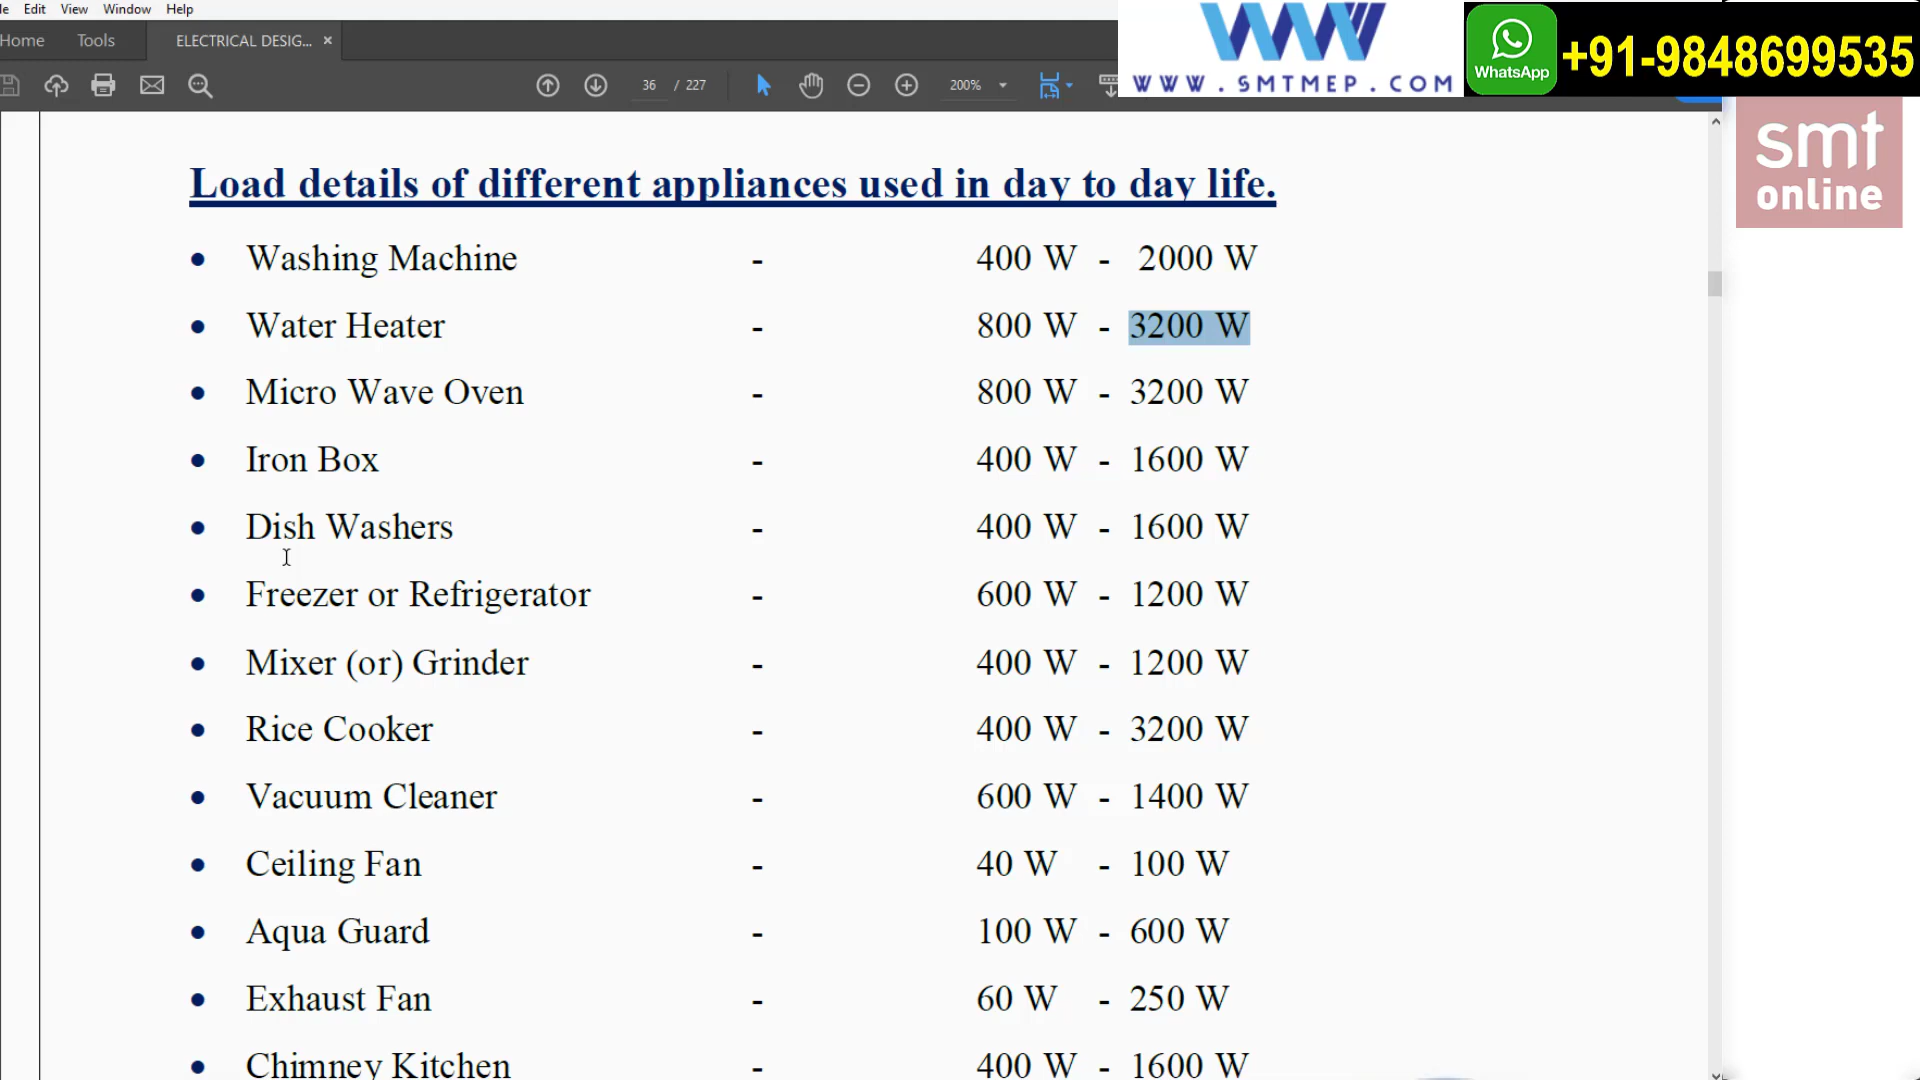 Edit View Window Help
Home Tools ELECTRICAL DESIG... ×
36 / 227 200%
WWW.SMTMEP.COM
WhatsApp +91-9848699535
smt
online
Load details of different appliances used in day to day life.
• Washing Machine - 400 W - 2000 W
• Water Heater - 800 W - 3200 W
• Micro Wave Oven - 800 W - 3200 W
• Iron Box - 400 W - 1600 W
• Dish Washers - 400 W - 1600 W
• Freezer or Refrigerator - 600 W - 1200 W
• Mixer (or) Grinder - 400 W - 1200 W
• Rice Cooker - 400 W - 3200 W
• Vacuum Cleaner - 600 W - 1400 W
• Ceiling Fan - 40 W - 100 W
• Aqua Guard - 100 W - 600 W
• Exhaust Fan - 60 W - 250 W
• Chimney Kitchen - 400 W - 1600 W